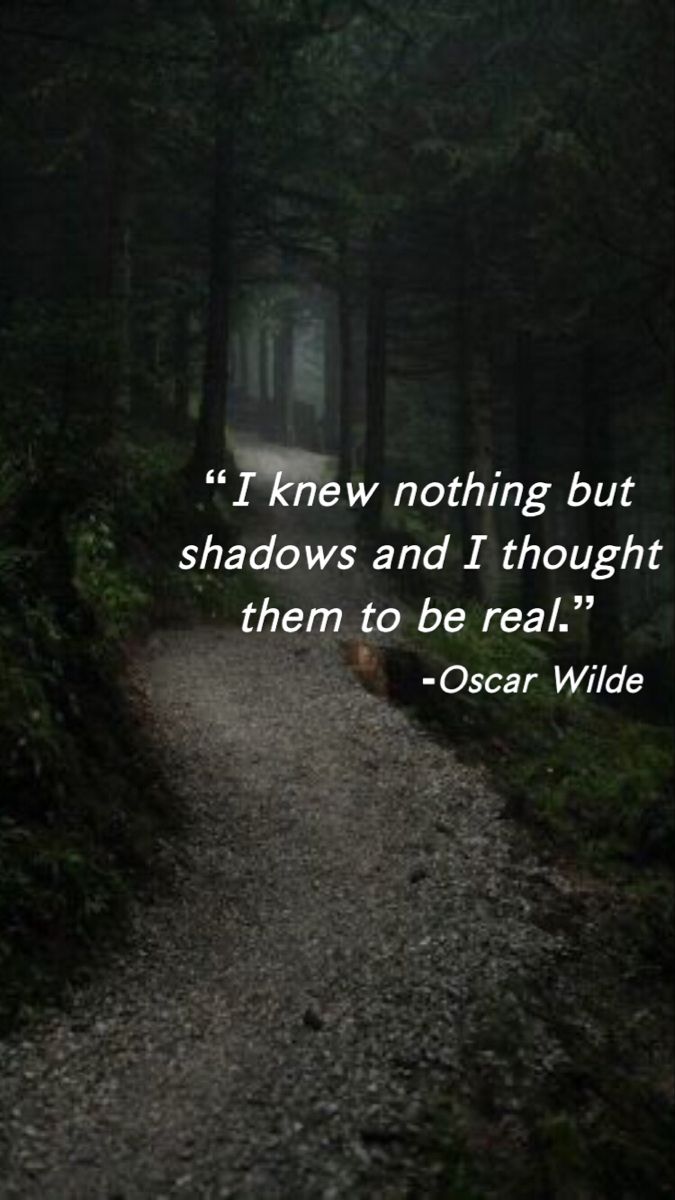 “I knew nothing but
shadows and I thought
them to be real.”
-Oscar Wilde